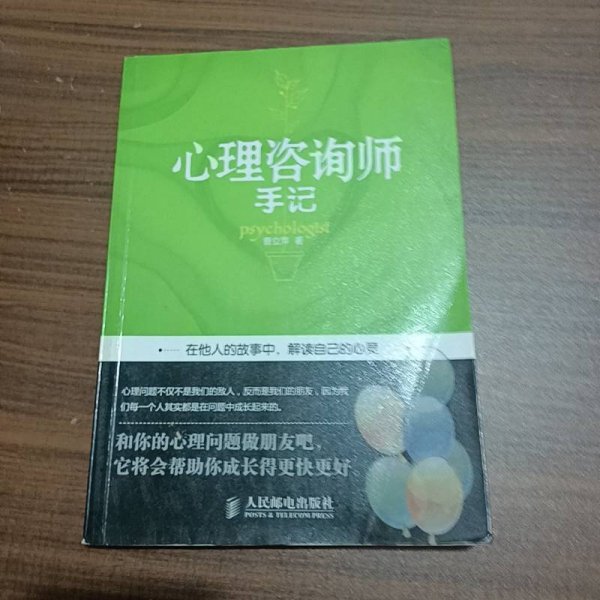 心理咨询师
手记
psychologist
曹立萍 著
在他人的故事中，解读自己的心灵
心理问题不仅不是我们的敌人，反而是我们的朋友，因为我
们每一个人其实都是在问题中成长起来的。
和你的心理问题做朋友吧，
它将会帮助你成长得更快更好
人民邮电出版社
POSTS & TELECOM PRESS